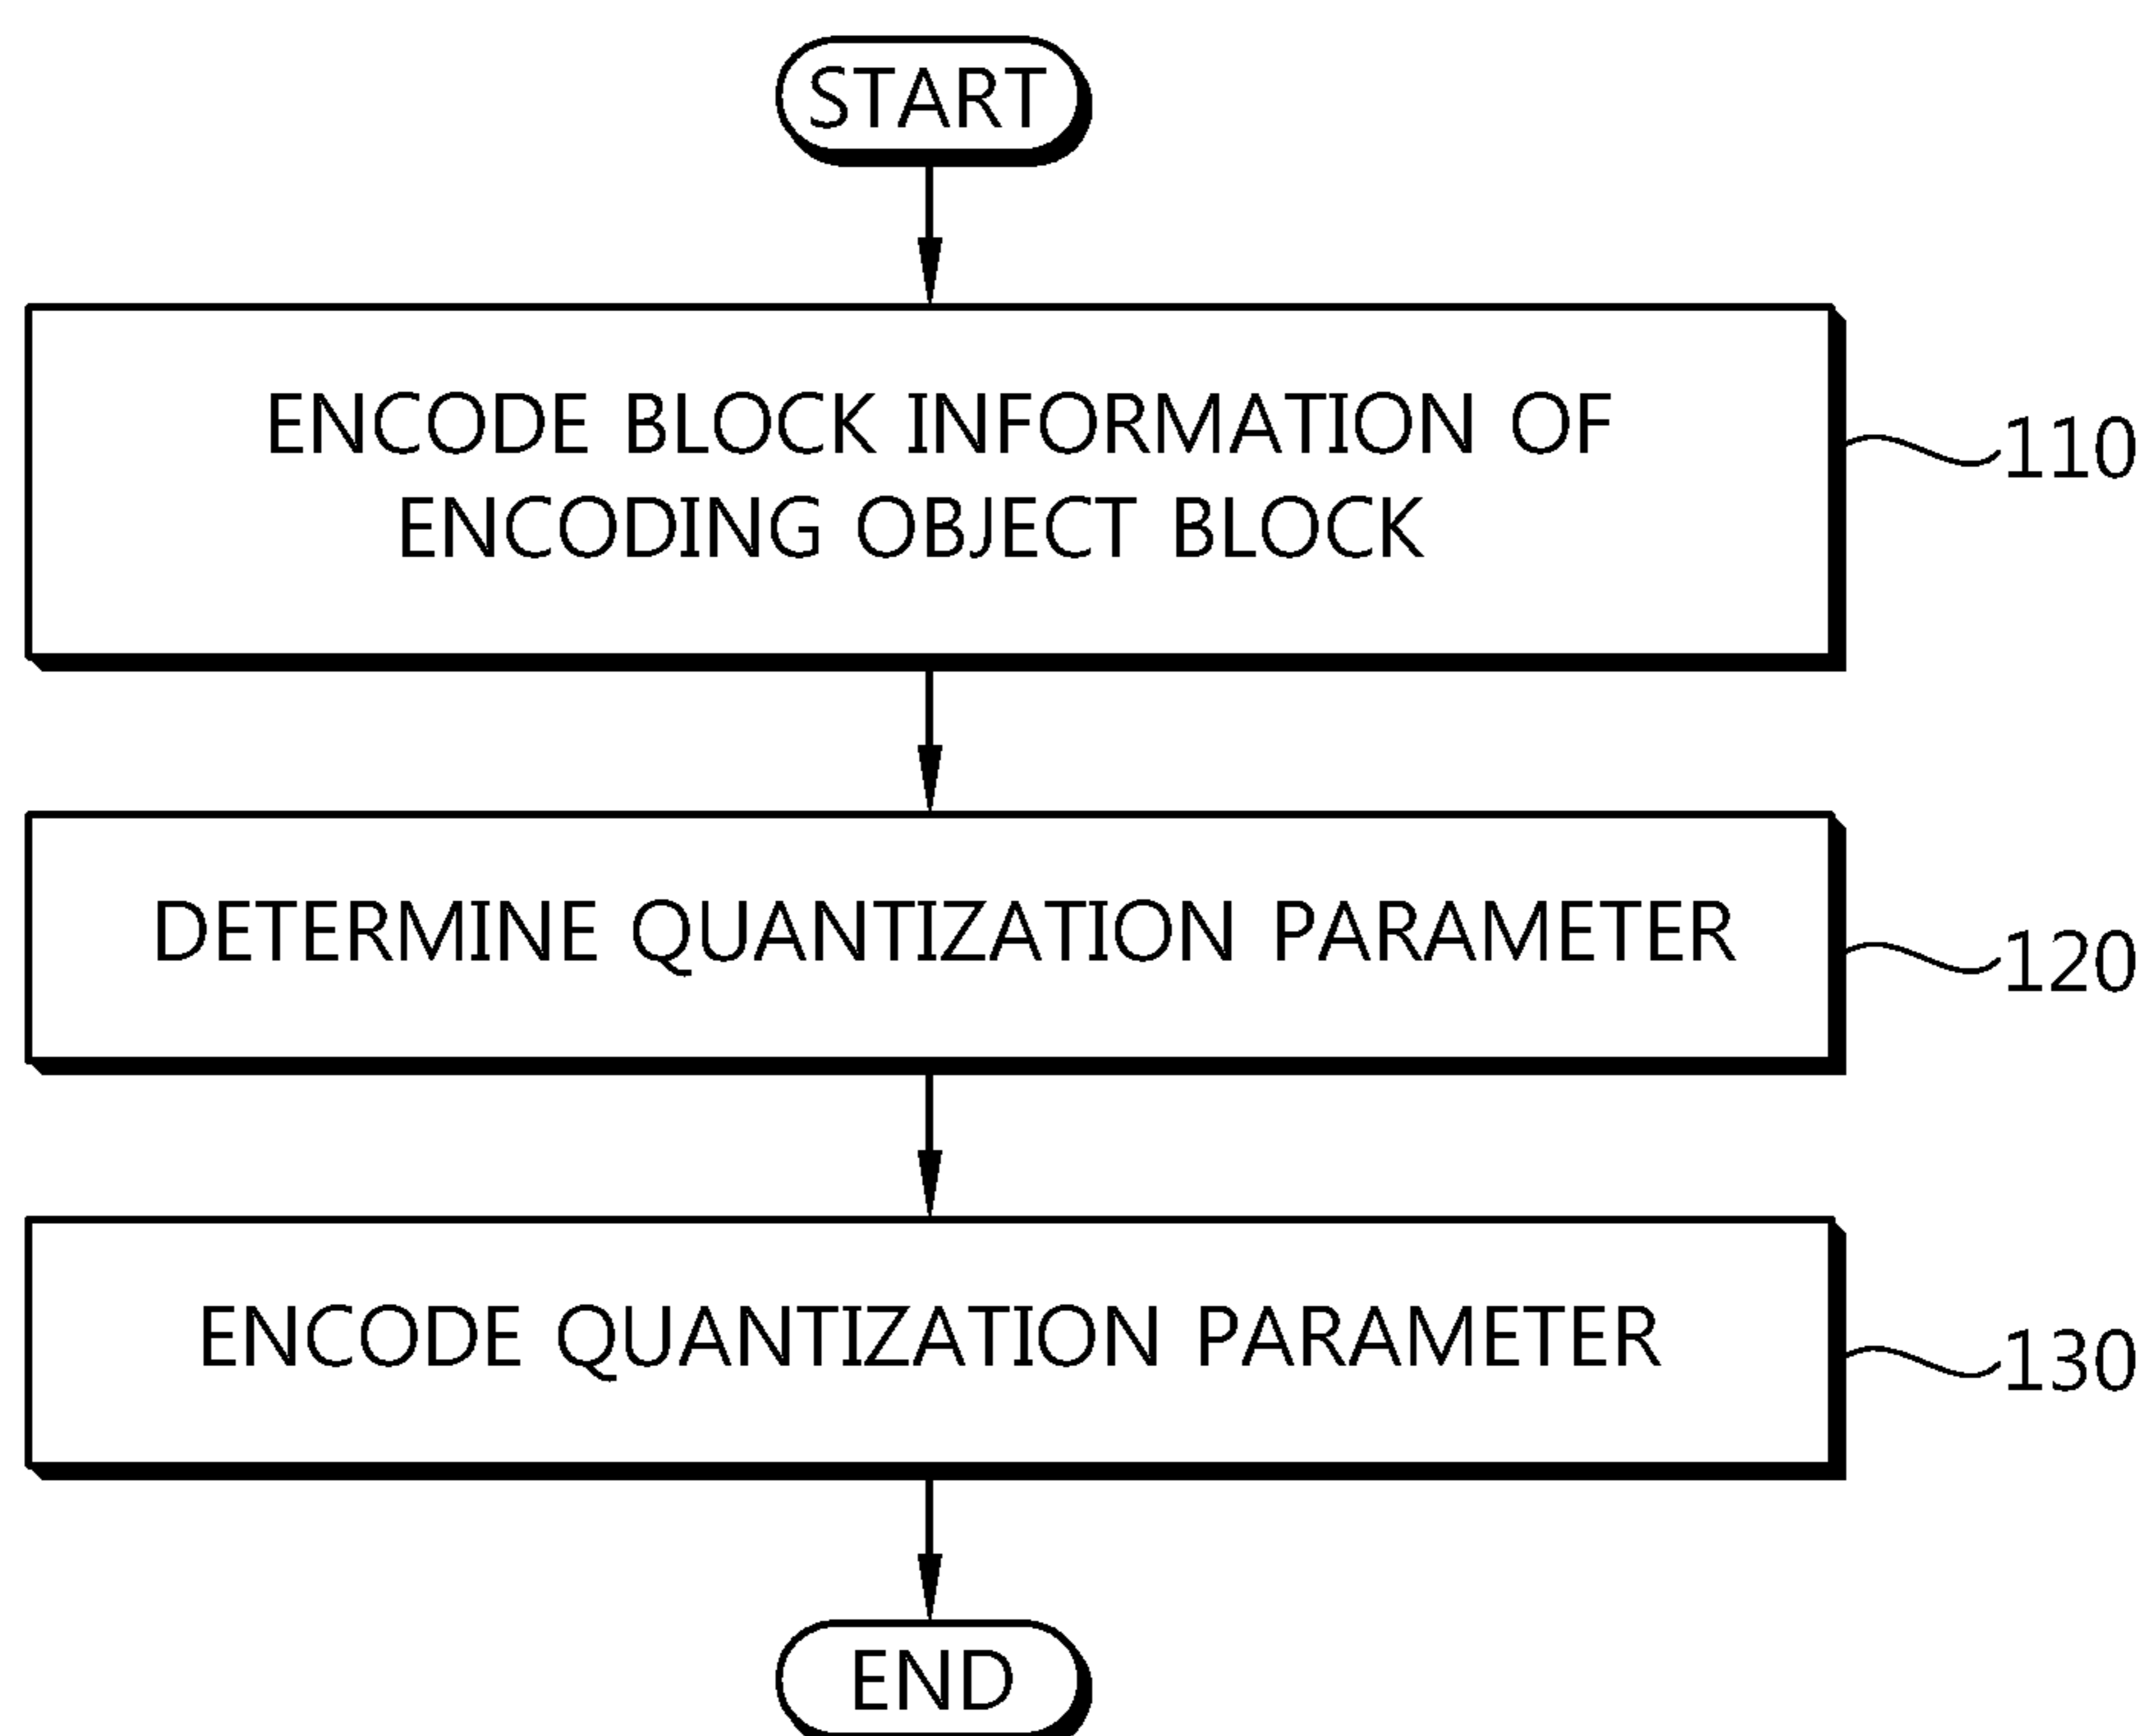 START
ENCODE BLOCK INFORMATION OF
ENCODING OBJECT BLOCK
110
DETERMINE QUANTIZATION PARAMETER
120
ENCODE QUANTIZATION PARAMETER
130
END